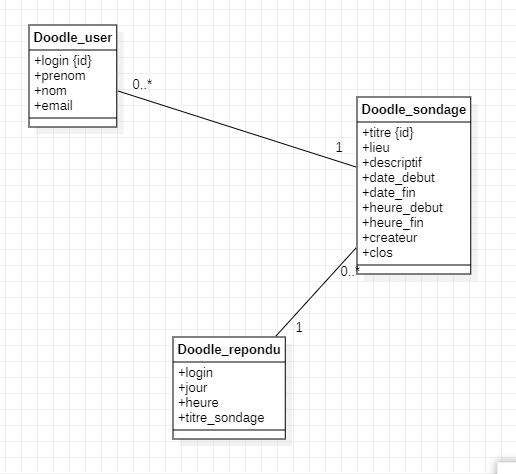 Doodle_user
+login {id}
+prenom
+nom
+email
0..*
1
Doodle_sondage
+titre {id}
+lieu
+descriptif
+date_debut
+date_fin
+heure_debut
+heure_fin
+createur
+clos
0..*
1
Doodle_repondu
+login
+jour
+heure
+titre_sondage